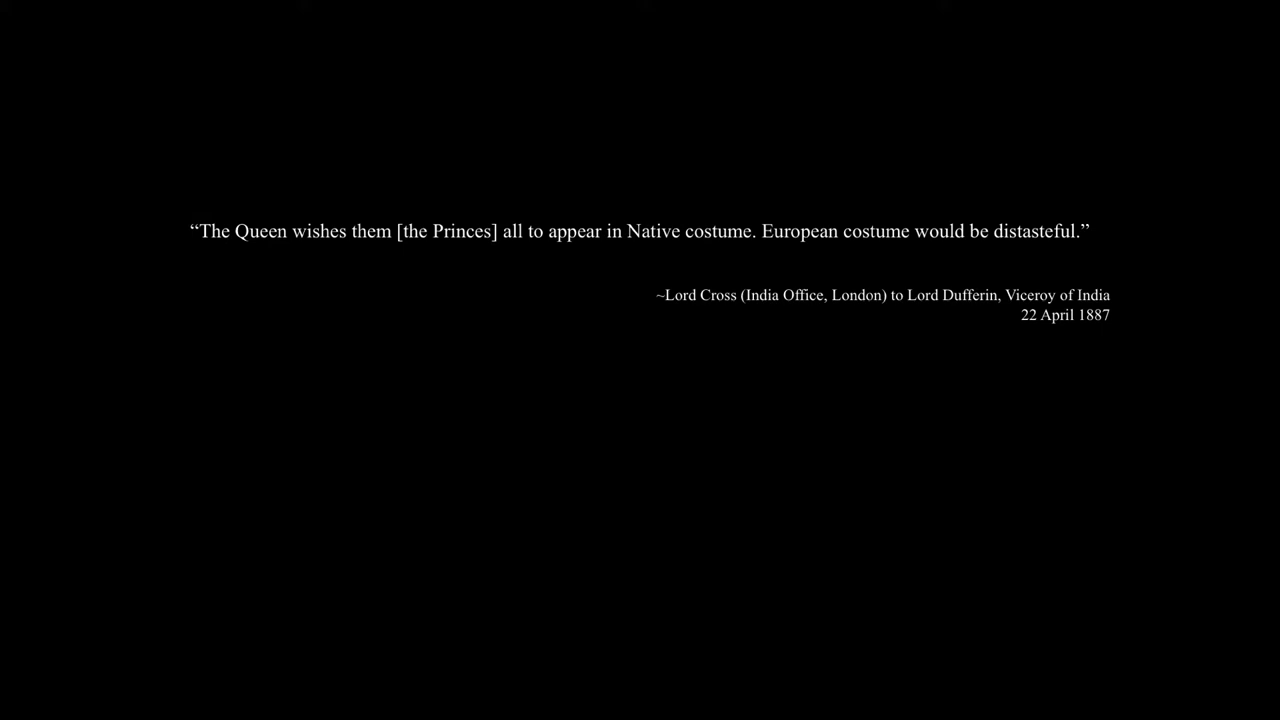 “The Queen wishes them [the Princes] all to appear in Native costume. European costume would be distasteful.”
~Lord Cross (India Office, London) to Lord Dufferin, Viceroy of India
22 April 1887